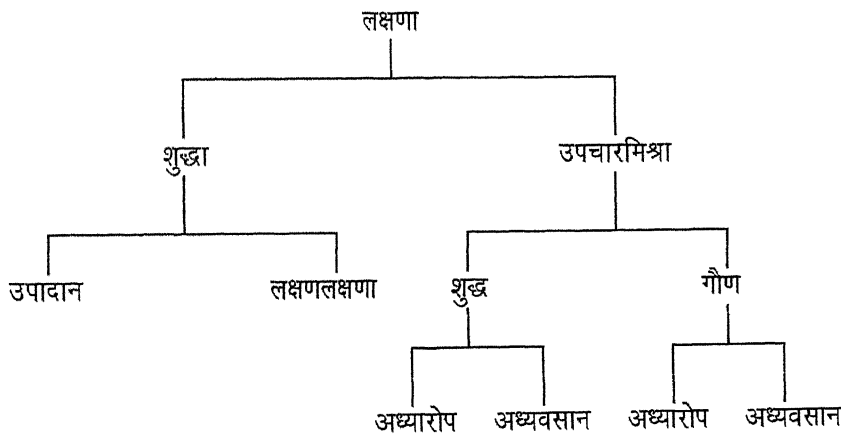 लक्षणा
शुद्धा उपचारमिश्रा
उपादान लक्षणलक्षणा शुद्ध गौण
अध्यारोप अध्यवसान अध्यारोप अध्यवसान